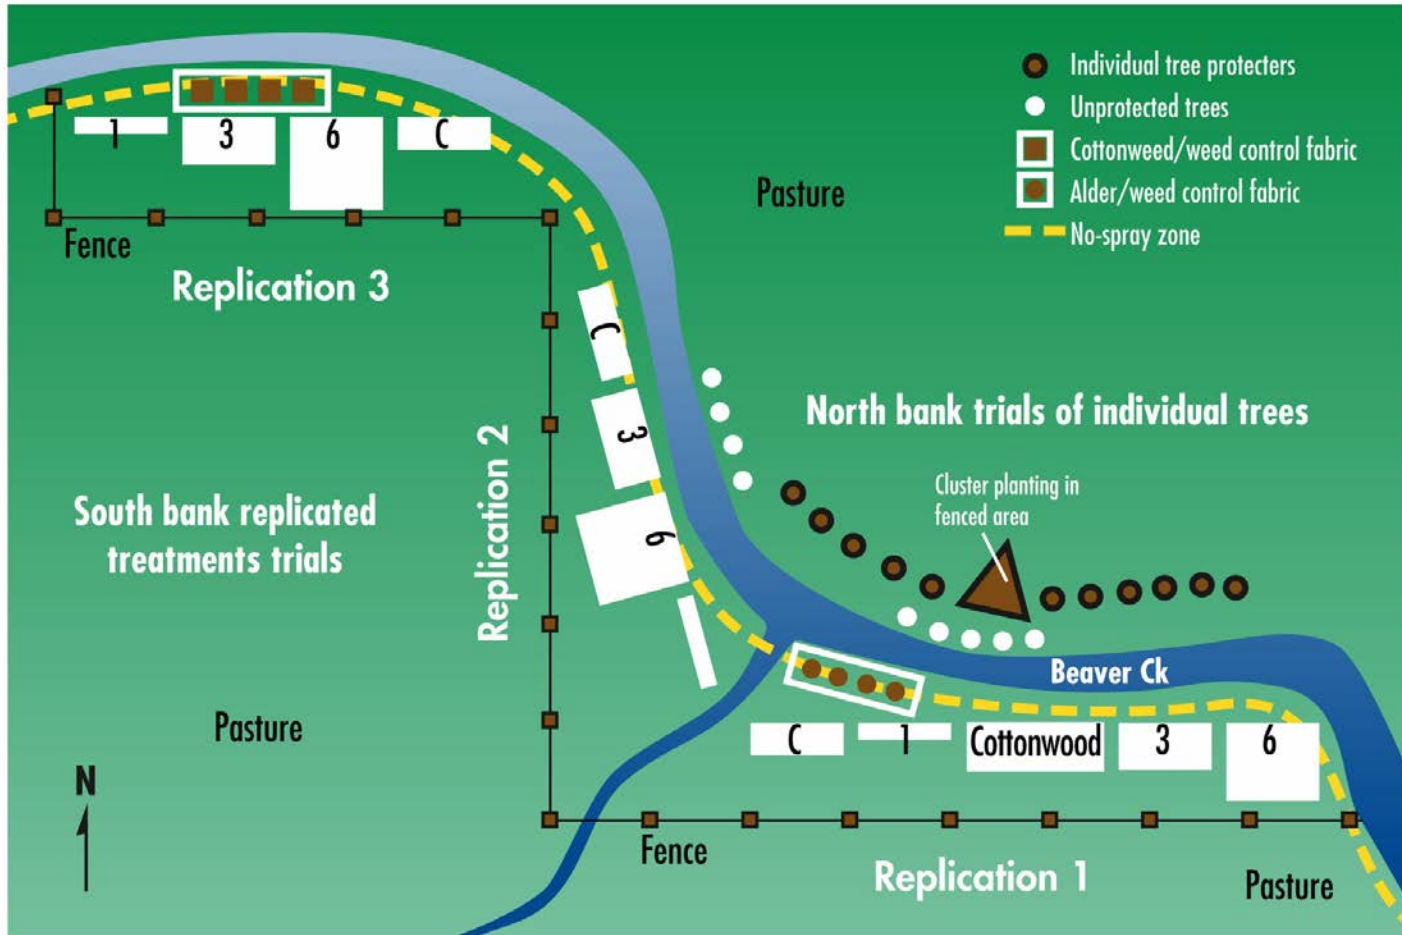 Individual tree protecters
Unprotected trees
Cottonweed/weed control fabric
Alder/weed control fabric
No-spray zone
1
3
6
C
Pasture
Fence
Replication 3
C
3
6
Replication 2
North bank trials of individual trees
Cluster planting in
fenced area
South bank replicated
treatments trials
Beaver Ck
Pasture
C
1
Cottonwood
3
6
N
Fence
Replication 1
Pasture